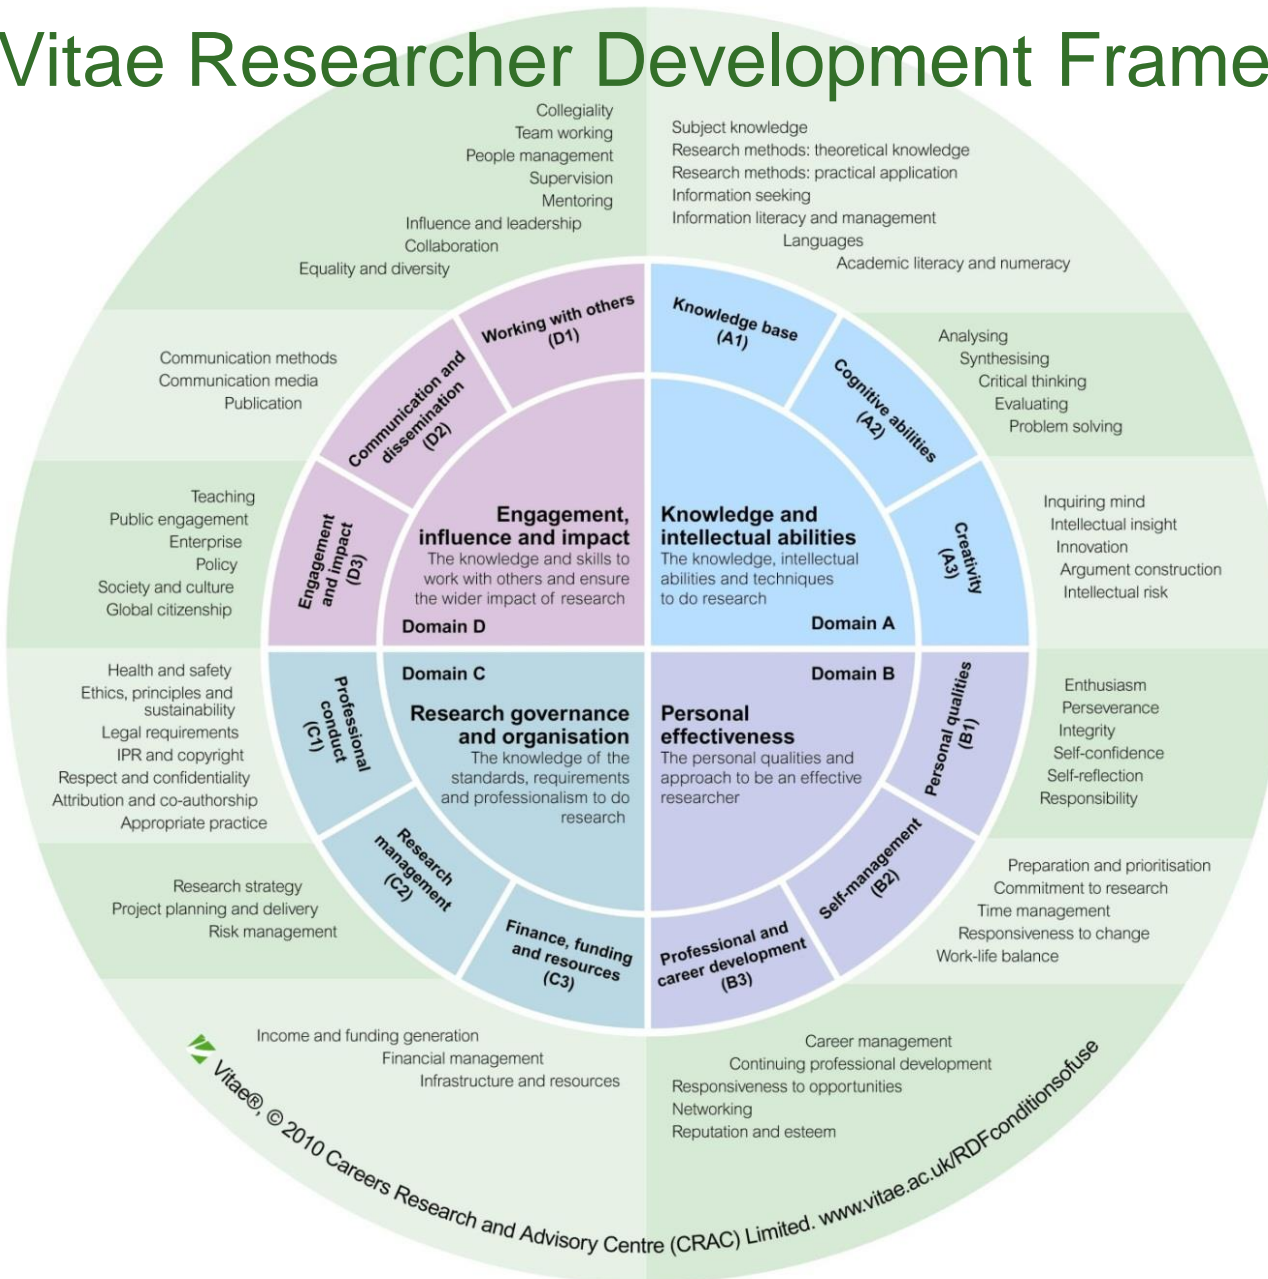 Vitae Researcher Development Frame
Collegiality
Team working
People management
Supervision
Mentoring
Influence and leadership
Collaboration
Equality and diversity
Subject knowledge
Research methods: theoretical knowledge
Research methods: practical application
Information seeking
Information literacy and management
Languages
Academic literacy and numeracy
Working with others
(D1)
Knowledge base
(A1)
Communication methods
Communication media
Publication
Communication and
dissemination
(D2)
Cognitive abilities
(A2)
Analysing
Synthesising
Critical thinking
Evaluating
Problem solving
Teaching
Public engagement
Enterprise
Policy
Society and culture
Global citizenship
Engagement
and impact
(D3)
Engagement,
influence and impact
The knowledge and skills to
work with others and ensure
the wider impact of research
Domain D
Knowledge and
intellectual abilities
The knowledge, intellectual
abilities and techniques
to do research
Domain A
Creativity
(A3)
Inquiring mind
Intellectual insight
Innovation
Argument construction
Intellectual risk
Health and safety
Ethics, principles and
sustainability
Legal requirements
IPR and copyright
Respect and confidentiality
Attribution and co-authorship
Appropriate practice
Professional
conduct
(C1)
Domain C
Research governance
and organisation
The knowledge of the
standards, requirements
and professionalism to do
research
Domain B
Personal
effectiveness
The personal qualities and
approach to be an effective
researcher
Personal qualities
(B1)
Enthusiasm
Perseverance
Integrity
Self-confidence
Self-reflection
Responsibility
Research strategy
Project planning and delivery
Risk management
Research
management
(C2)
Self-management
(B2)
Preparation and prioritisation
Commitment to research
Time management
Responsiveness to change
Work-life balance
Finance, funding
and resources
(C3)
Professional and
career development
(B3)
Income and funding generation
Financial management
Infrastructure and resources
Career management
Continuing professional development
Responsiveness to opportunities
Networking
Reputation and esteem
Vitae®, © 2010 Careers Research and Advisory Centre (CRAC) Limited. www.vitae.ac.uk/RDFconditionsofuse